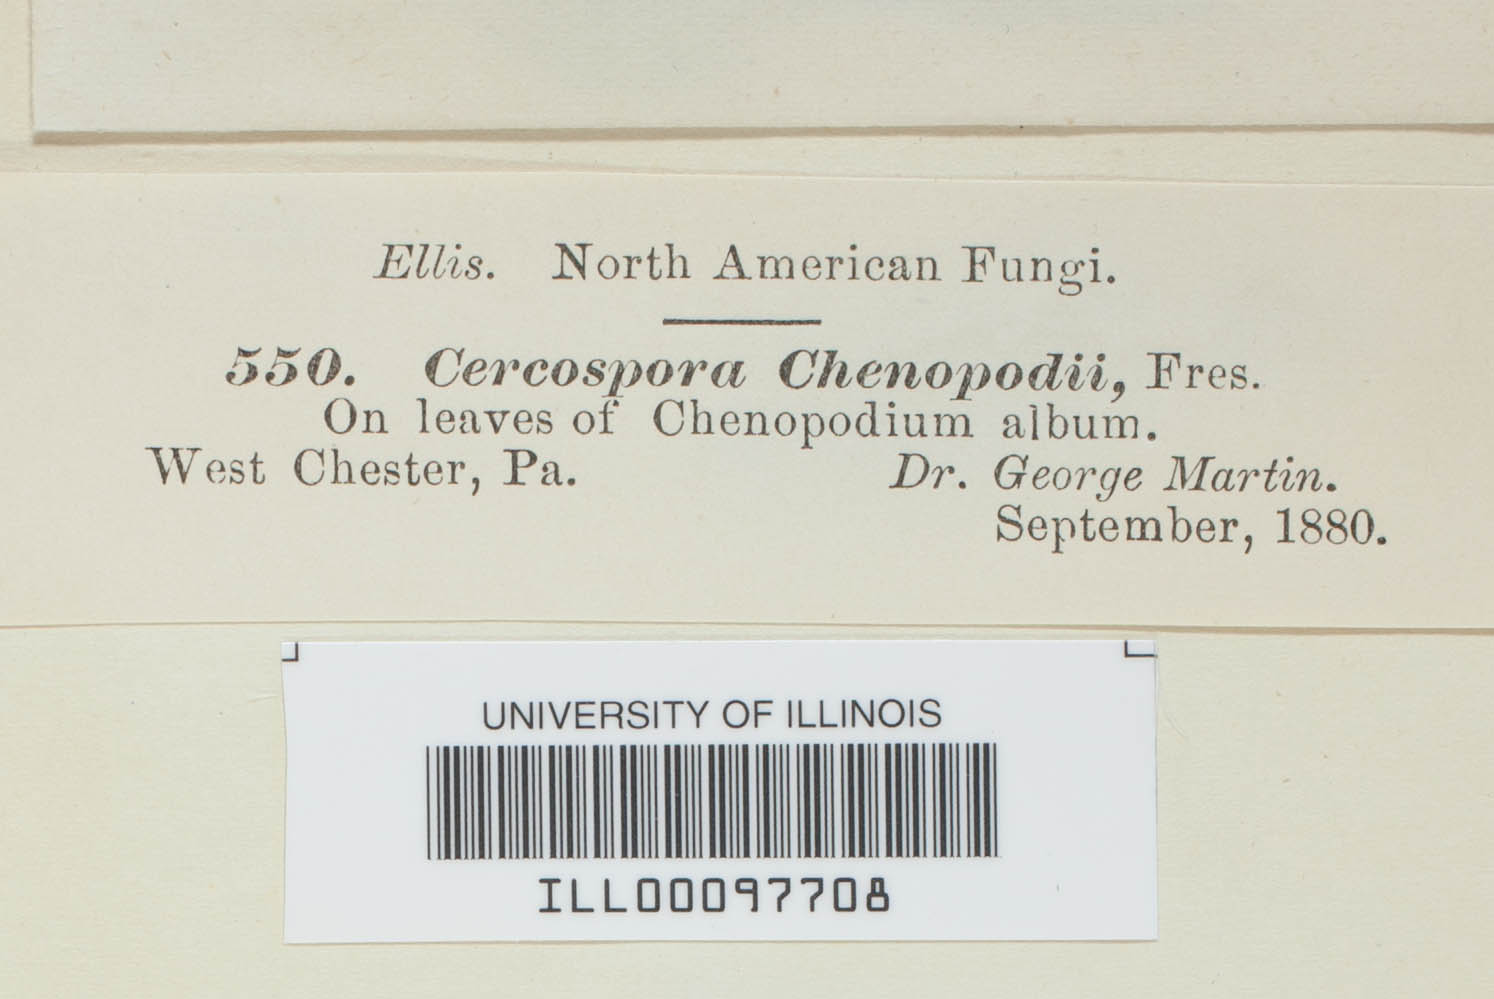 Ellis. North American Fungi.
550. Cercospora Chenopodii, Fres.
On leaves of Chenopodium album.
West Chester, Pa. Dr. George Martin.
September, 1880.
UNIVERSITY OF ILLINOIS
ILL00097708